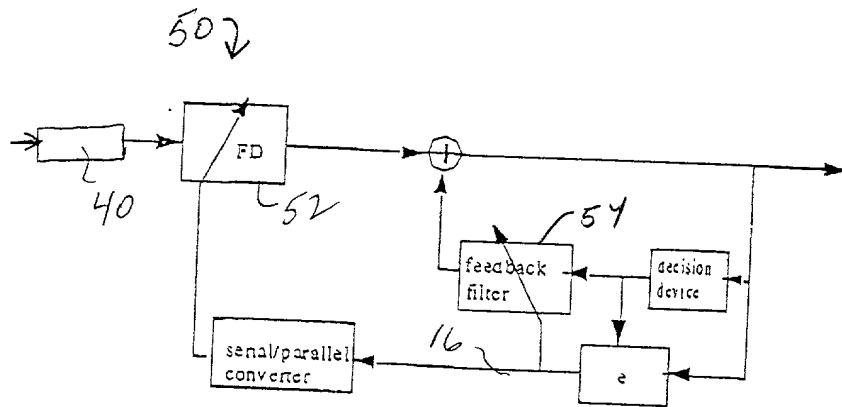 50
FD
40
52
54
feedback
filter
decision
device
16
serial/parallel
converter
e